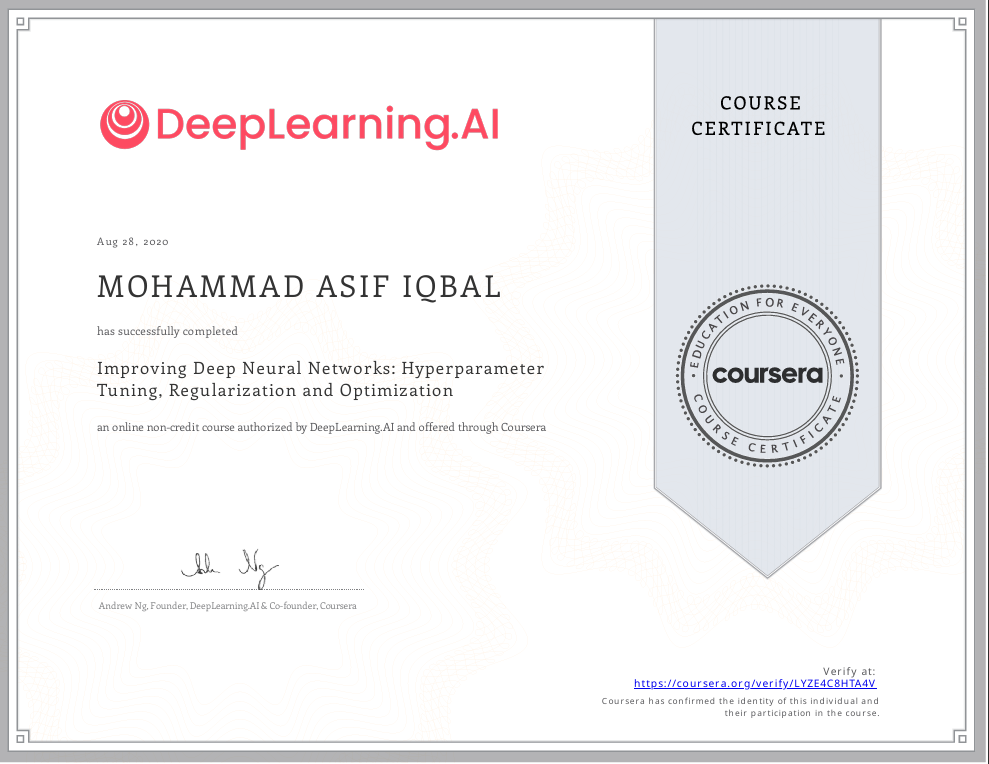 DeepLearning.AI
COURSE
CERTIFICATE
Aug 28, 2020
MOHAMMAD ASIF IQBAL
has successfully completed
Improving Deep Neural Networks: Hyperparameter
Tuning, Regularization and Optimization
an online non-credit course authorized by DeepLearning.AI and offered through Coursera
EDUCATION FOR EVERYONE
coursera
COURSE CERTIFICATE
Andrew Ng, Founder, DeepLearning.AI & Co-founder, Coursera
Verify at:
https://coursera.org/verify/LYZE4C8HTA4V
Coursera has confirmed the identity of this individual and
their participation in the course.